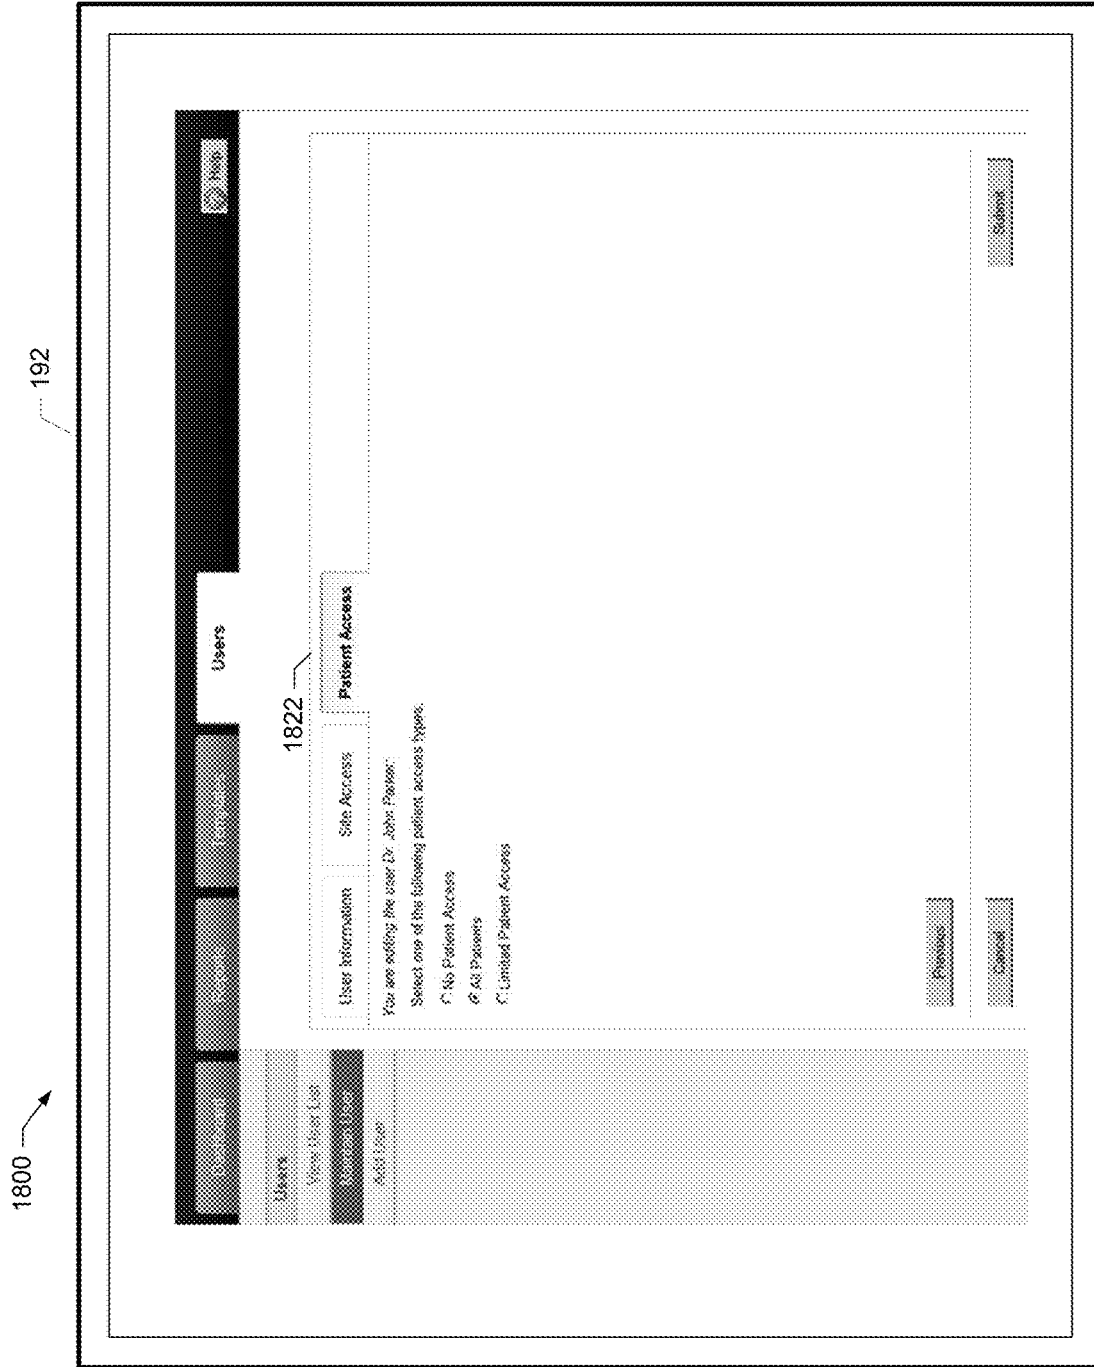 1800
192
Users
Help
Users
View User List
Add User
1822
User Information
Site Access
Patient Access
You are editing the user Dr. John Parker.
Select one of the following patient access types.
No Patient Access
All Patients
Limited Patient Access
Previous
Cancel
Submit